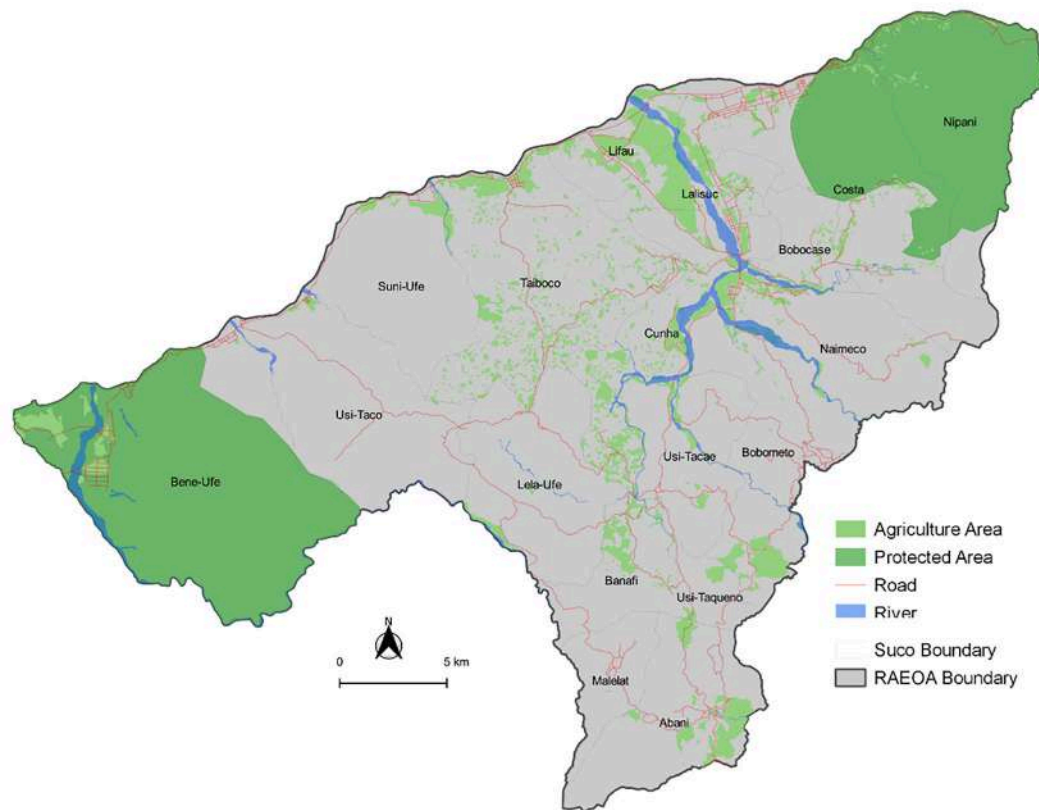 Nipani
Lifau
Costa
Lalisuc
Bobocase
Suni-Ufe
Taiboco
Cunha
Naimeco
Usi-Taco
Usi-Tacae
Bobometo
Bene-Ufe
Lela-Ufe
Banafi
Usi-Taqueno
Malelat
Abani
N
0 5 km
Agriculture Area
Protected Area
Road
River
Suco Boundary
RAEOA Boundary